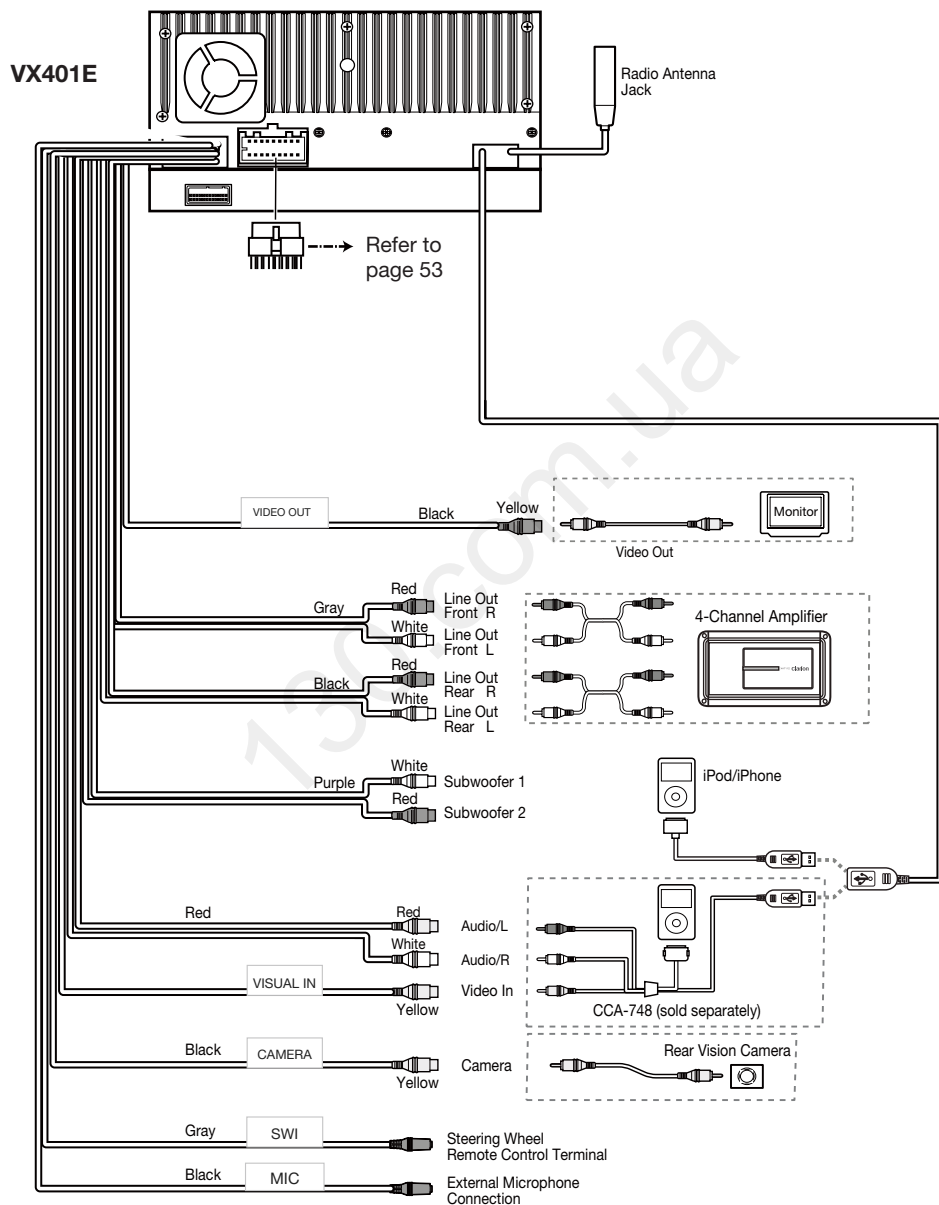 VX401E
Radio Antenna
Jack
Refer to
page 53
VIDEO OUT
Black
Yellow
Monitor
Video Out
Gray
Red
Line Out
Front R
White
Line Out
Front L
4-Channel Amplifier
clarion
Black
Red
Line Out
Rear R
White
Line Out
Rear L
Purple
White
Subwoofer 1
Red
Subwoofer 2
iPod/iPhone
Red
Red
Audio/L
White
Audio/R
VISUAL IN
Video In
Yellow
CCA-748 (sold separately)
Black
CAMERA
Camera
Yellow
Rear Vision Camera
Gray
SWI
Steering Wheel
Remote Control Terminal
Black
MIC
External Microphone
Connection
130.com.ua